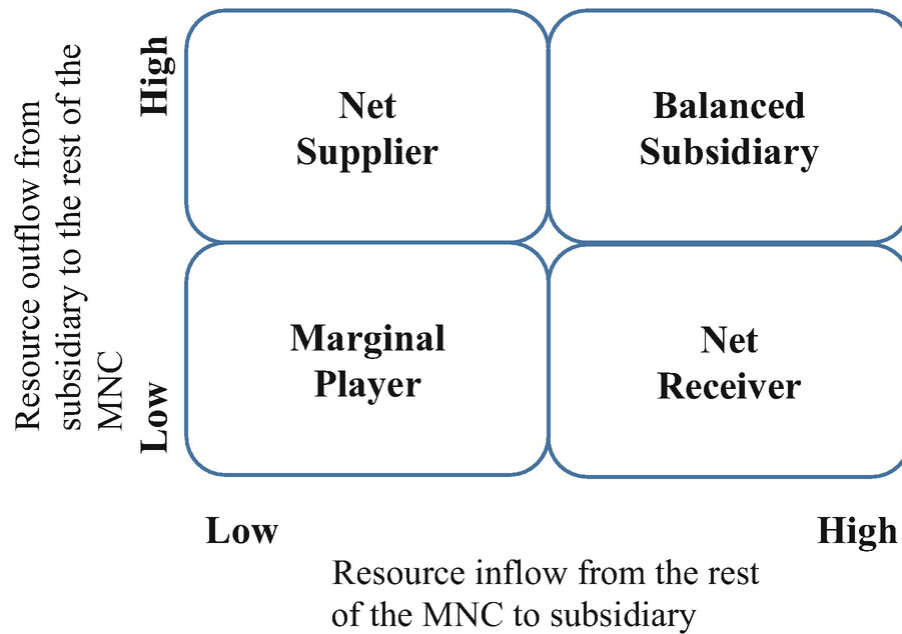 Resource outflow from
subsidiary to the rest of the
MNC
High
Low
Net
Supplier
Balanced
Subsidiary
Marginal
Player
Net
Receiver
Low
High
Resource inflow from the rest
of the MNC to subsidiary